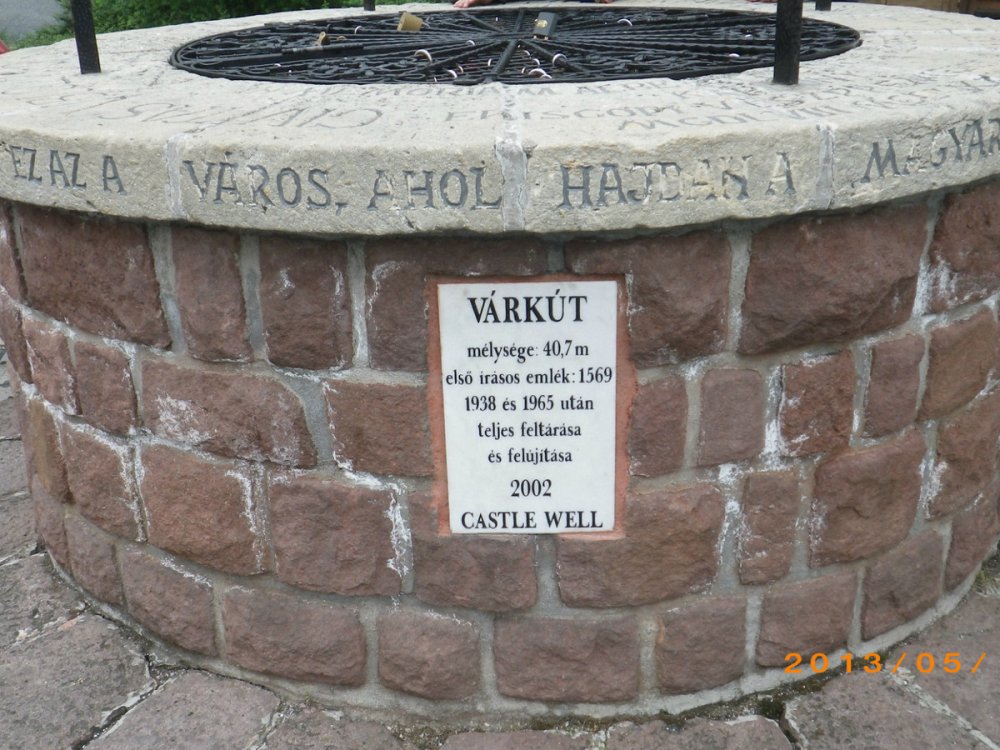 EZ AZ A VÁROS, AHOL HAJDAN A MAGYAR
VÁRKÚT
mélysége: 40,7 m
első írásos emlék: 1569
1938 és 1965 után
teljes feltárása
és felújítása
2002
CASTLE WELL
2013/05/